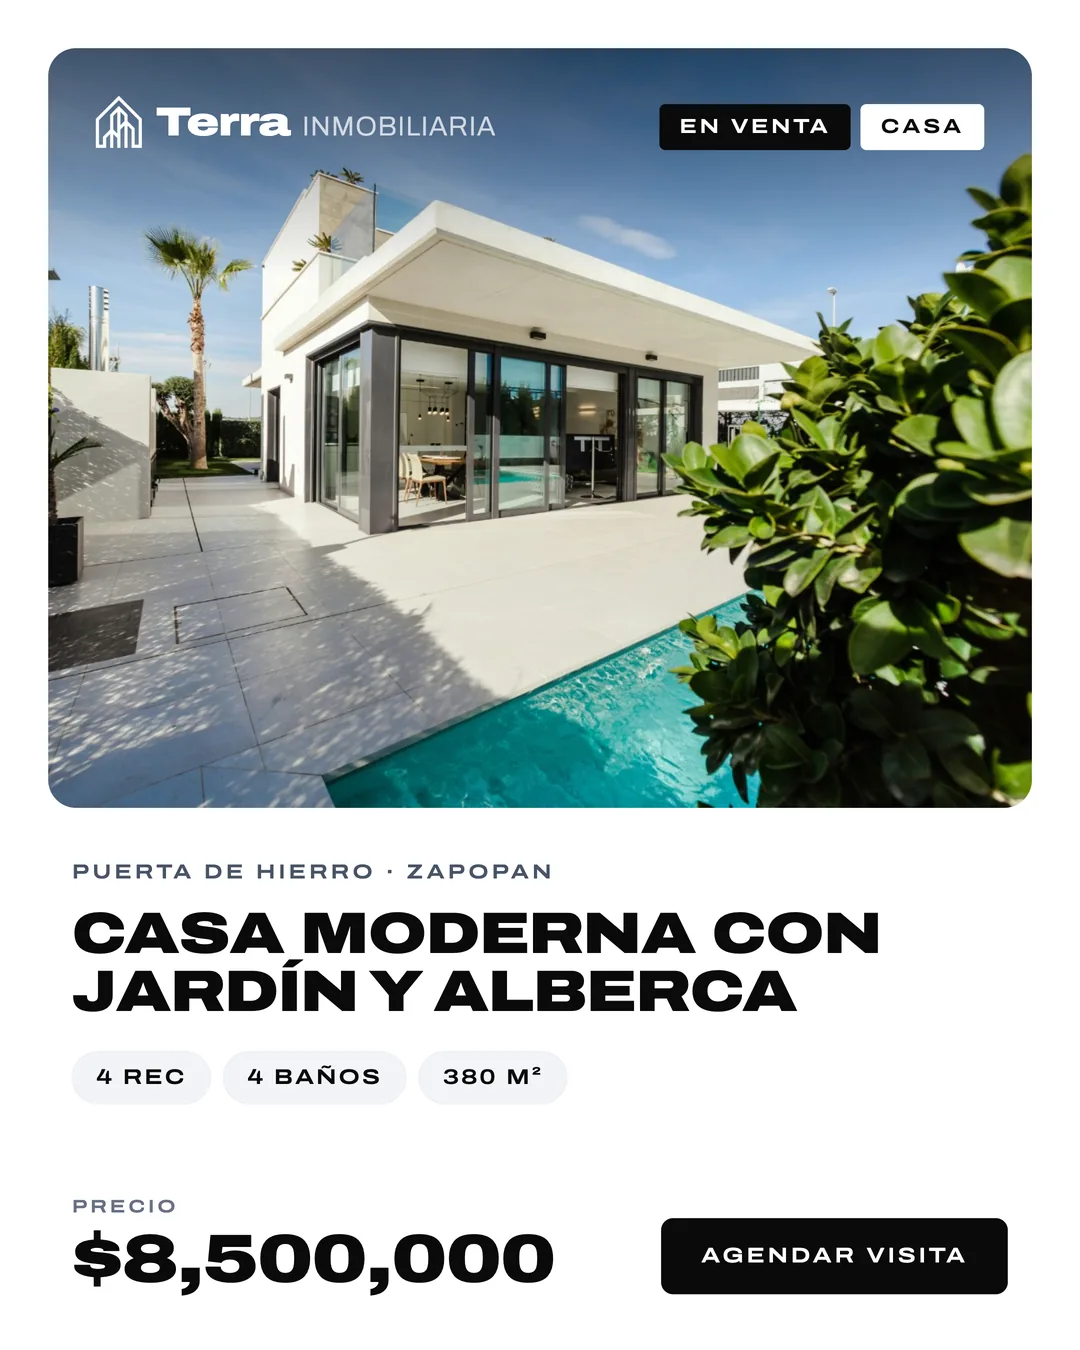 Terra INMOBILIARIA
EN VENTA
CASA
PUERTA DE HIERRO · ZAPOPAN
CASA MODERNA CON
JARDÍN Y ALBERCA
4 REC
4 BAÑOS
380 M²
PRECIO
$8,500,000
AGENDAR VISITA